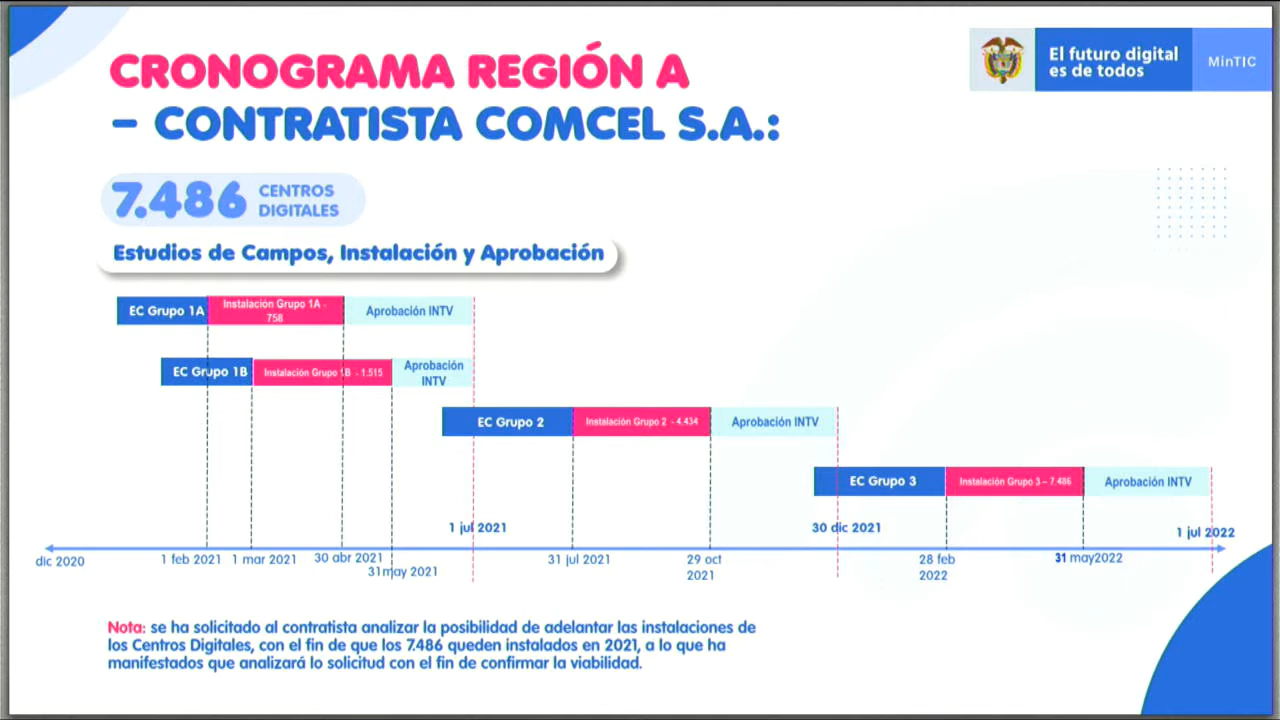 CRONOGRAMA REGIÓN A
– CONTRATISTA COMCEL S.A.:
El futuro digital
es de todos
MinTIC
7.486 CENTROS
DIGITALES
Estudios de Campos, Instalación y Aprobación
EC Grupo 1A
Instalación Grupo 1A -
758
Aprobación INTV
EC Grupo 1B
Instalación Grupo 1B - 1.515
Aprobación
INTV
EC Grupo 2
Instalación Grupo 2 - 4.434
Aprobación INTV
EC Grupo 3
Instalación Grupo 3 – 7.486
Aprobación INTV
1 jul 2021
30 dic 2021
1 jul 2022
dic 2020
1 feb 2021
1 mar 2021
30 abr 2021
31may 2021
31 jul 2021
29 oct
2021
28 feb
2022
31 may2022
Nota: se ha solicitado al contratista analizar la posibilidad de adelantar las instalaciones de
los Centros Digitales, con el fin de que los 7.486 queden instalados en 2021, a lo que ha
manifestados que analizará lo solicitud con el fin de confirmar la viabilidad.